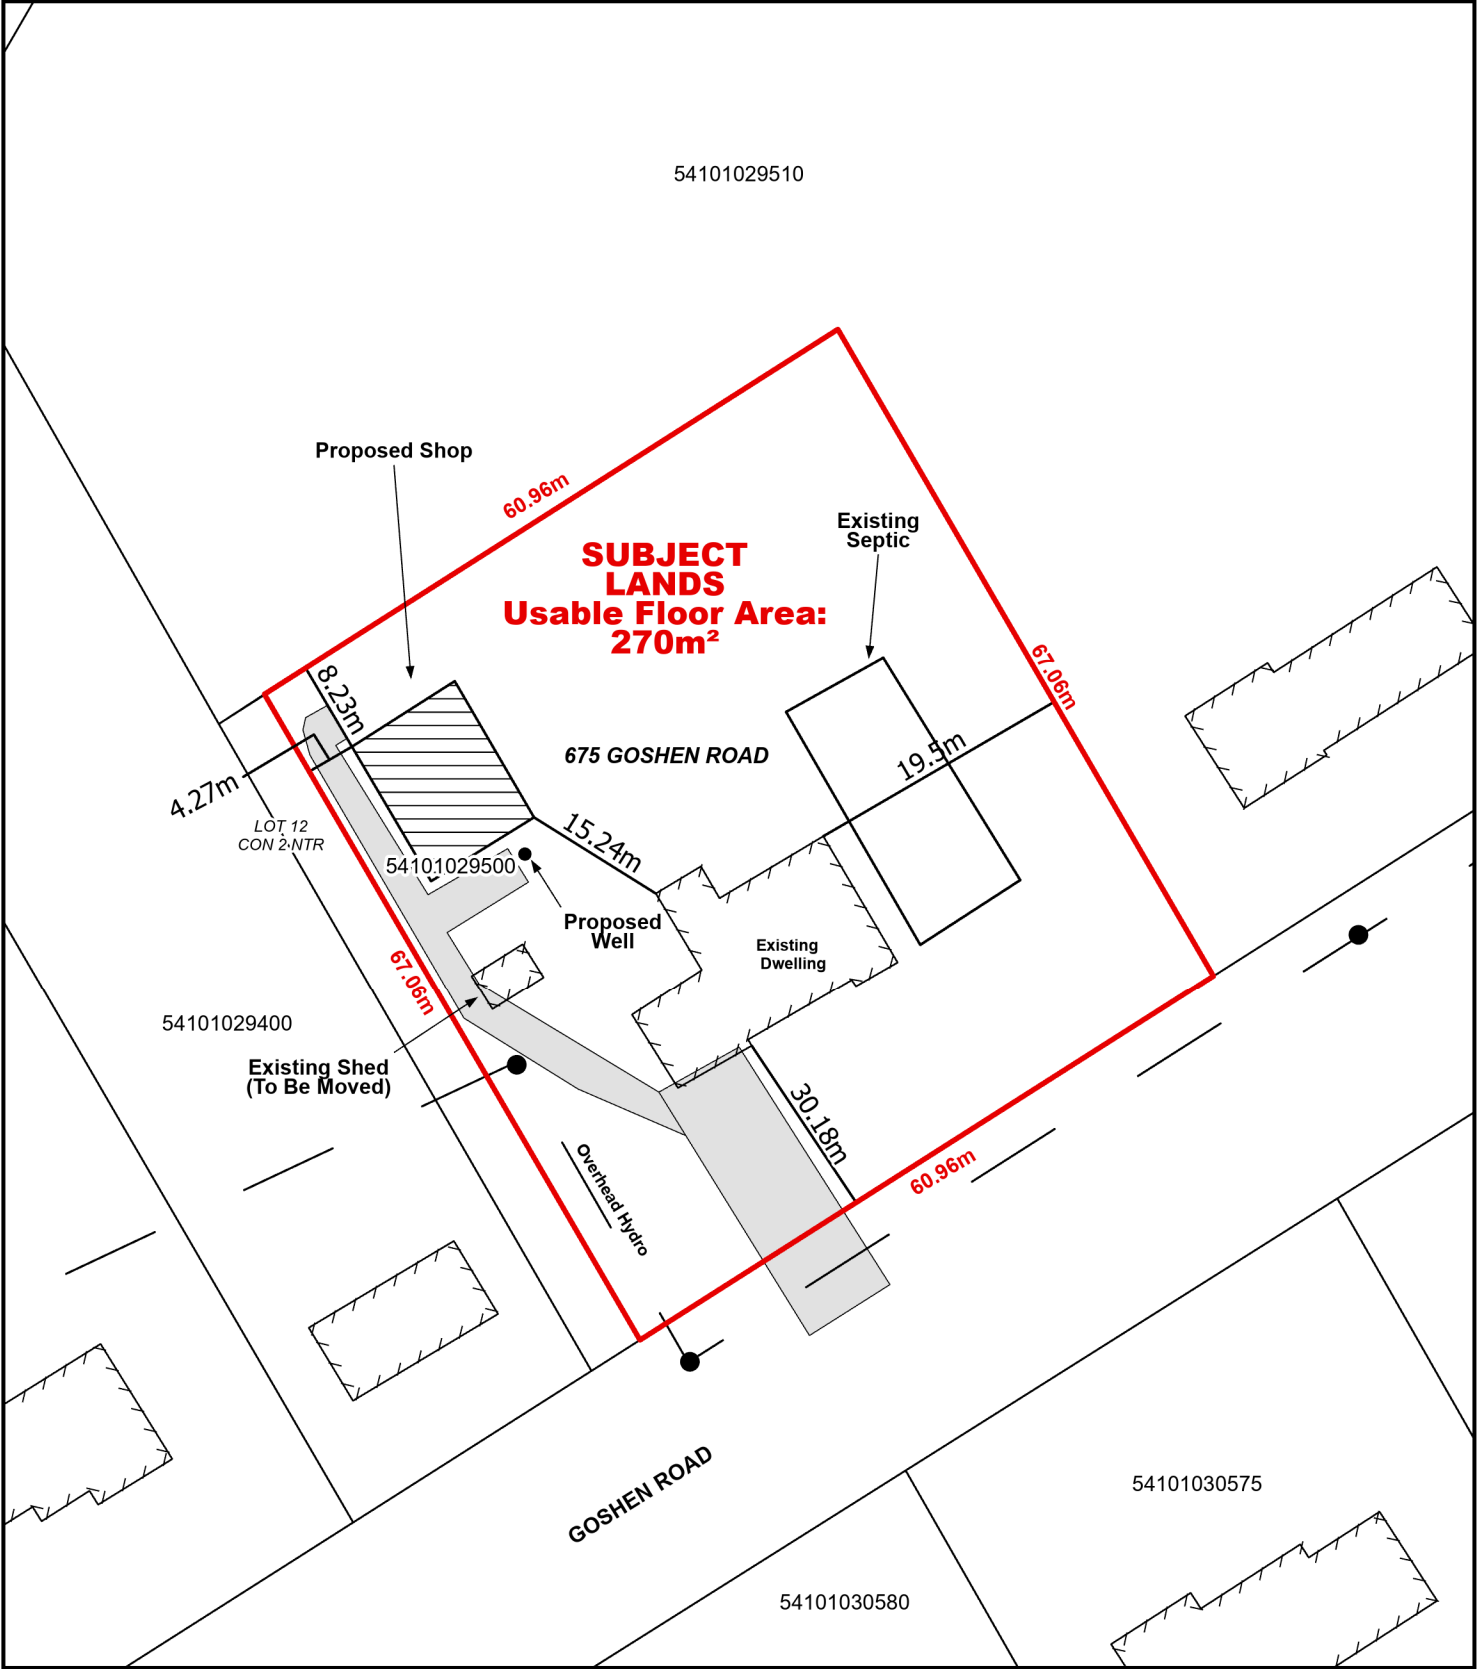 54101029510
Proposed Shop
60.96m
Existing
Septic
SUBJECT
LANDS
Usable Floor Area:
270m²
8.23m
67.06m
675 GOSHEN ROAD
19.5m
4.27m
LOT 12
CON 2 NTR
15.24m
54101029500
Proposed
Well
Existing
Dwelling
67.06m
54101029400
Existing Shed
(To Be Moved)
30.18m
Overhead Hydro
60.96m
GOSHEN ROAD
54101030575
54101030580